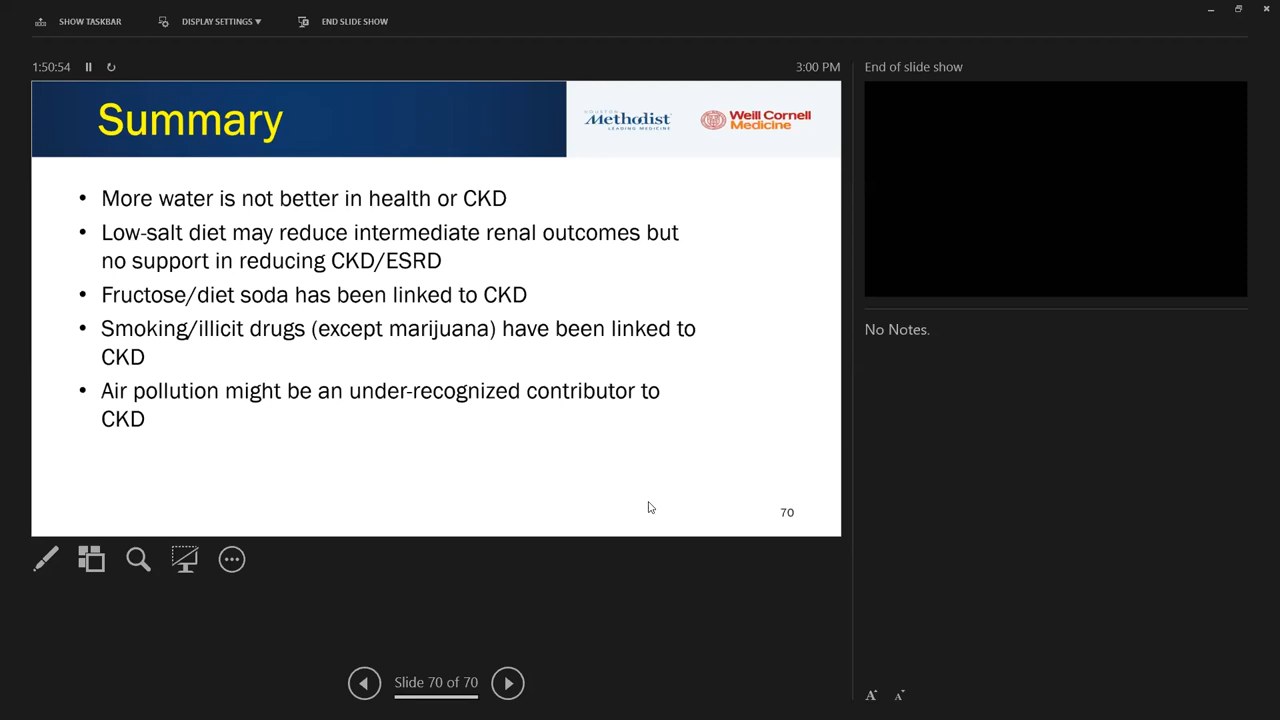 SHOW TASKBAR
DISPLAY SETTINGS ▼
END SLIDE SHOW
1:50:54
3:00 PM
End of slide show
Summary
HOUSTON
Methodist
LEADING MEDICINE
Weill Cornell
Medicine
• More water is not better in health or CKD
• Low-salt diet may reduce intermediate renal outcomes but
no support in reducing CKD/ESRD
• Fructose/diet soda has been linked to CKD
• Smoking/illicit drugs (except marijuana) have been linked to
CKD
• Air pollution might be an under-recognized contributor to
CKD
70
No Notes.
Slide 70 of 70
A A